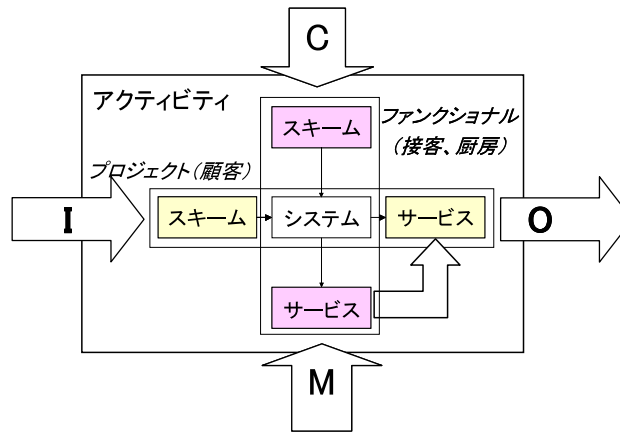 C
アクティビティ
ファンクショナル
(接客、厨房)
スキーム
プロジェクト(顧客)
I
スキーム
システム
サービス
O
サービス
M